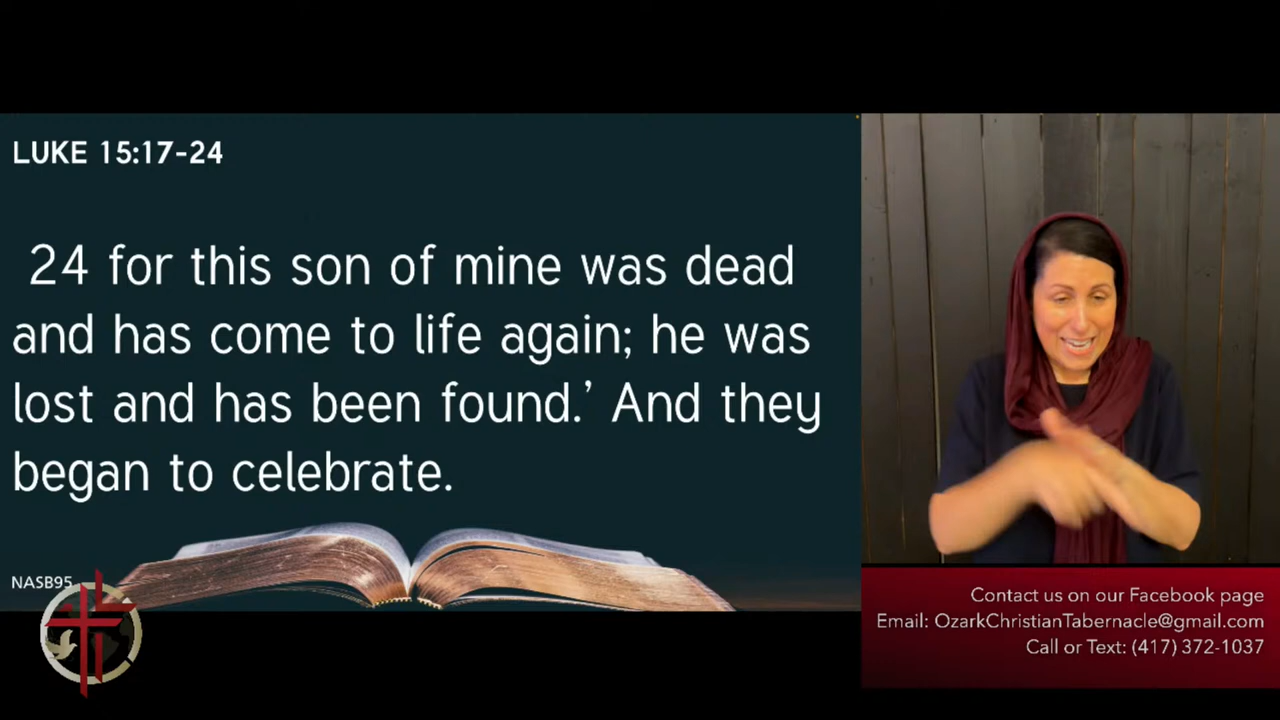 LUKE 15:17-24
24 for this son of mine was dead
and has come to life again; he was
lost and has been found.’ And they
began to celebrate.
NASB95
Contact us on our Facebook page
Email: OzarkChristianTabernacle@gmail.com
Call or Text: (417) 372-1037